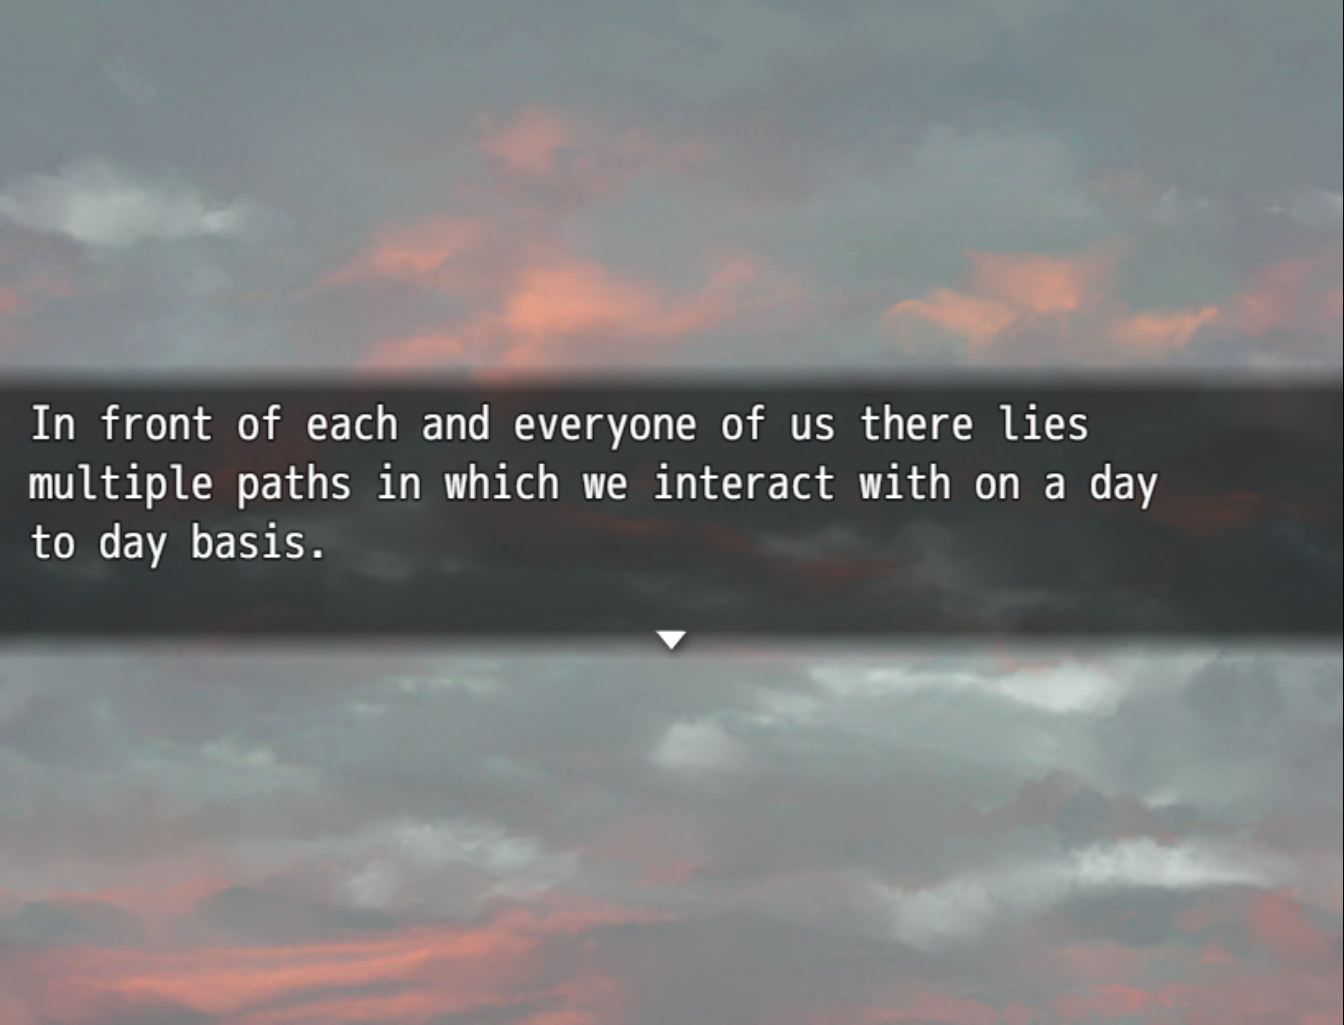 In front of each and everyone of us there lies
multiple paths in which we interact with on a day
to day basis.